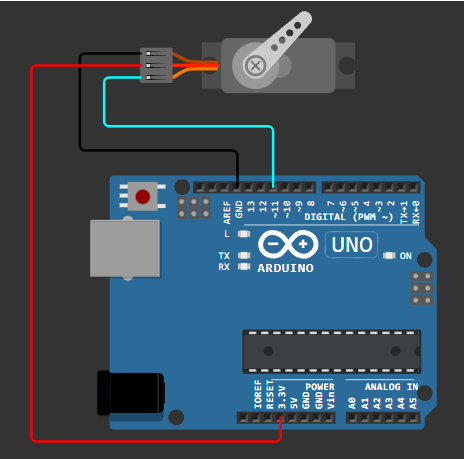 AREF
GND
13
12
~11
~10
~9
8
7
~6
~5
~4
~3
2
TX→1
RX←0
DIGITAL (PWM ~)
L
TX
RX
UNO
ON
ARDUINO
IOREF
RESET
3.3V
5V
GND
GND
Vin
POWER
ANALOG IN
A0
A1
A2
A3
A4
A5